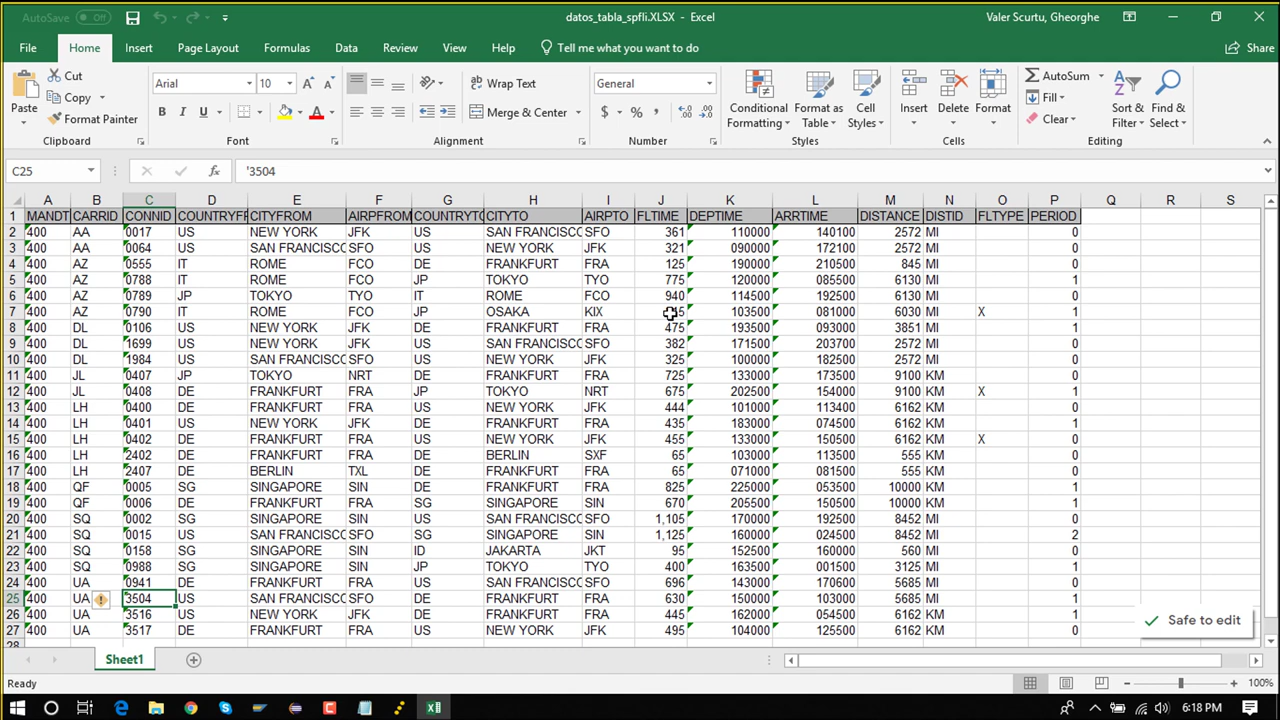 AutoSave Off datos_tabla_spfli.XLSX - Excel Valer Scurtu, Gheorghe
File Home Insert Page Layout Formulas Data Review View Help Tell me what you want to do Share
Paste Cut Copy Format Painter
Arial 10 B I U A
Wrap Text Merge & Center
General $ % ,
Conditional Formatting Format as Table Cell Styles
Insert Delete Format
AutoSum Fill Clear Sort & Filter Find & Select
Clipboard Font Alignment Number Styles Cells Editing
C25 fx '3504
A B C D E F G H I J K L M N O P Q R S
1 MANDT CARRID CONNID COUNTRYFR CITYFROM AIRPFROM COUNTRYTO CITYTO AIRPTO FLTIME DEPTIME ARRTIME DISTANCE DISTID FLTYPE PERIOD
2 400 AA 0017 US NEW YORK JFK US SAN FRANCISCO SFO 361 110000 140100 2572 MI 0
3 400 AA 0064 US SAN FRANCISCO SFO US NEW YORK JFK 321 090000 172100 2572 MI 0
4 400 AZ 0555 IT ROME FCO DE FRANKFURT FRA 125 190000 210500 845 MI 0
5 400 AZ 0788 IT ROME FCO JP TOKYO TYO 775 120000 085500 6130 MI 1
6 400 AZ 0789 JP TOKYO TYO IT ROME FCO 940 114500 192500 6130 MI 0
7 400 AZ 0790 IT ROME FCO JP OSAKA KIX 103500 081000 6030 MI X 1
8 400 DL 0106 US NEW YORK JFK DE FRANKFURT FRA 475 193500 093000 3851 MI 1
9 400 DL 1699 US NEW YORK JFK US SAN FRANCISCO SFO 382 171500 203700 2572 MI 0
10 400 DL 1984 US SAN FRANCISCO SFO US NEW YORK JFK 325 100000 182500 2572 MI 0
11 400 JL 0407 JP TOKYO NRT DE FRANKFURT FRA 725 133000 173500 9100 KM 0
12 400 JL 0408 DE FRANKFURT FRA JP TOKYO NRT 675 202500 154000 9100 KM X 1
13 400 LH 0400 DE FRANKFURT FRA US NEW YORK JFK 444 101000 113400 6162 KM 0
14 400 LH 0401 US NEW YORK JFK DE FRANKFURT FRA 435 183000 074500 6162 KM 1
15 400 LH 0402 DE FRANKFURT FRA US NEW YORK JFK 455 133000 150500 6162 KM X 0
16 400 LH 2402 DE FRANKFURT FRA DE BERLIN SXF 65 103000 113500 555 KM 0
17 400 LH 2407 DE BERLIN TXL DE FRANKFURT FRA 65 071000 081500 555 KM 0
18 400 QF 0005 SG SINGAPORE SIN DE FRANKFURT FRA 825 225000 053500 10000 KM 1
19 400 QF 0006 DE FRANKFURT FRA SG SINGAPORE SIN 670 205500 150500 10000 KM 1
20 400 SQ 0002 SG SINGAPORE SIN US SAN FRANCISCO SFO 1,105 170000 192500 8452 MI 0
21 400 SQ 0015 US SAN FRANCISCO SFO SG SINGAPORE SIN 1,125 160000 024500 8452 MI 2
22 400 SQ 0158 SG SINGAPORE SIN ID JAKARTA JKT 95 152500 160000 560 MI 0
23 400 SQ 0988 SG SINGAPORE SIN JP TOKYO TYO 400 163500 001500 3125 MI 1
24 400 UA 0941 DE FRANKFURT FRA US SAN FRANCISCO SFO 696 143000 170600 5685 MI 0
25 400 UA 3504 US SAN FRANCISCO SFO DE FRANKFURT FRA 630 150000 103000 5685 MI 1
26 400 UA 3516 US NEW YORK JFK DE FRANKFURT FRA 445 162000 054500 6162 KM 1
27 400 UA 3517 DE FRANKFURT FRA US NEW YORK JFK 495 104000 125500 6162 KM 0
28
Safe to edit
Sheet1
Ready 100%
6:18 PM